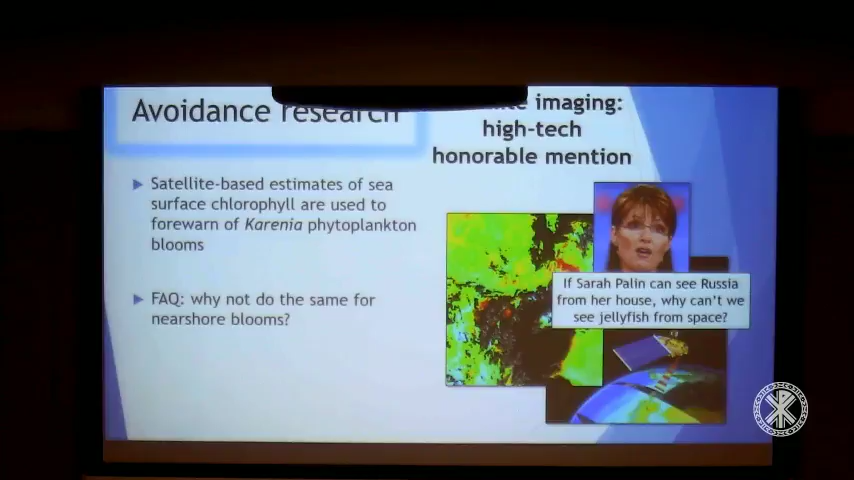 Avoidance research
imaging:
high-tech
honorable mention
▶ Satellite-based estimates of sea
surface chlorophyll are used to
forewarn of Karenia phytoplankton
blooms
▶ FAQ: why not do the same for
nearshore blooms?
If Sarah Palin can see Russia
from her house, why can't we
see jellyfish from space?